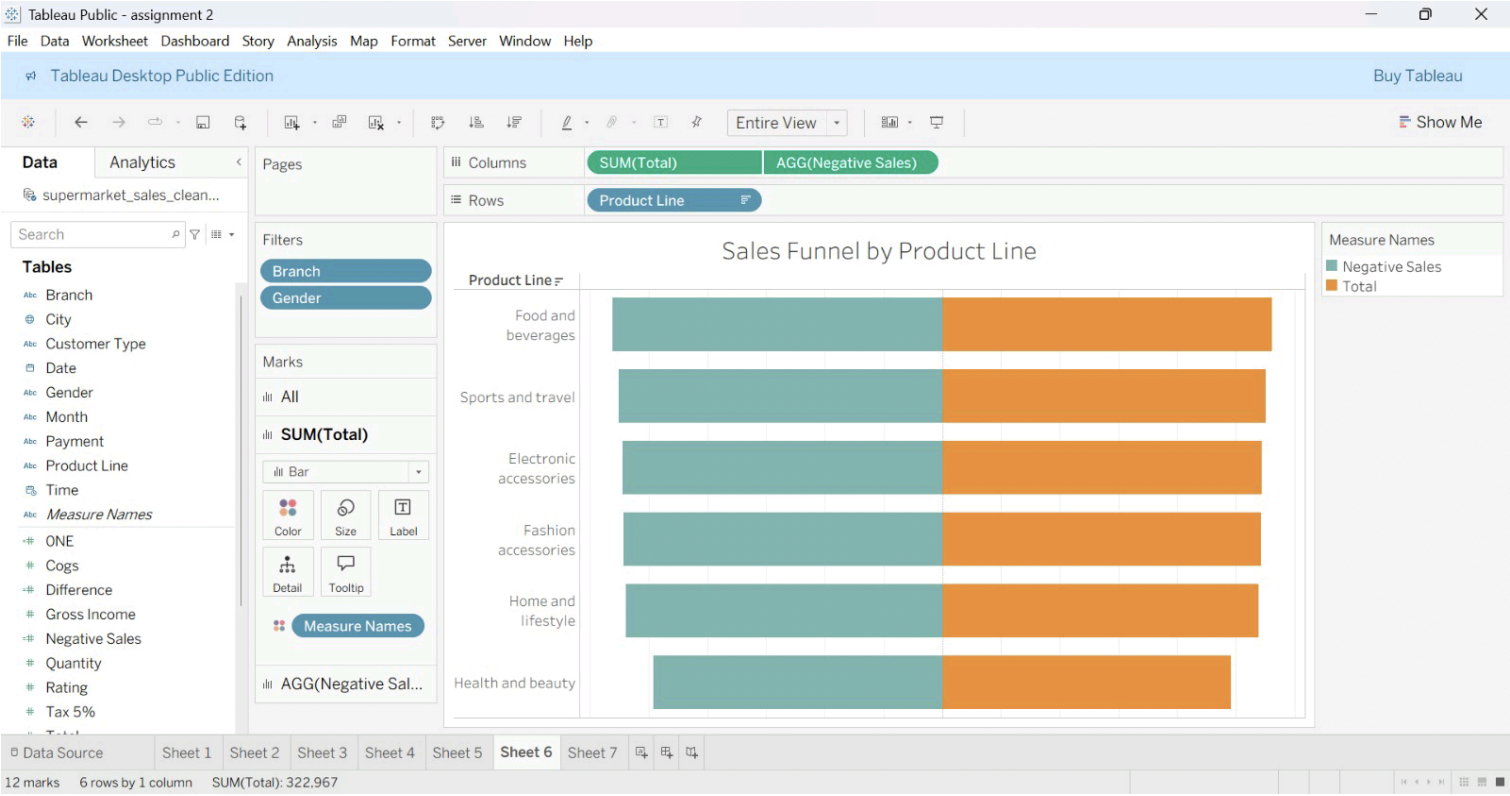 Tableau Public - assignment 2
File Data Worksheet Dashboard Story Analysis Map Format Server Window Help
Tableau Desktop Public Edition Buy Tableau
Entire View Show Me
Data Analytics
supermarket_sales_clean...
Search
Tables
Abc Branch
City
Abc Customer Type
Date
Abc Gender
Abc Month
Abc Payment
Abc Product Line
Time
Abc Measure Names
=# ONE
# Cogs
=# Difference
# Gross Income
=# Negative Sales
# Quantity
# Rating
# Tax 5%
Pages
Filters
Branch
Gender
Marks
All
SUM(Total)
Bar
Color Size Label
Detail Tooltip
Measure Names
AGG(Negative Sal...
Columns SUM(Total) AGG(Negative Sales)
Rows Product Line
Sales Funnel by Product Line
Product Line
Food and
beverages
Sports and travel
Electronic
accessories
Fashion
accessories
Home and
lifestyle
Health and beauty
Measure Names
Negative Sales
Total
Data Source Sheet 1 Sheet 2 Sheet 3 Sheet 4 Sheet 5 Sheet 6 Sheet 7
12 marks 6 rows by 1 column SUM(Total): 322,967